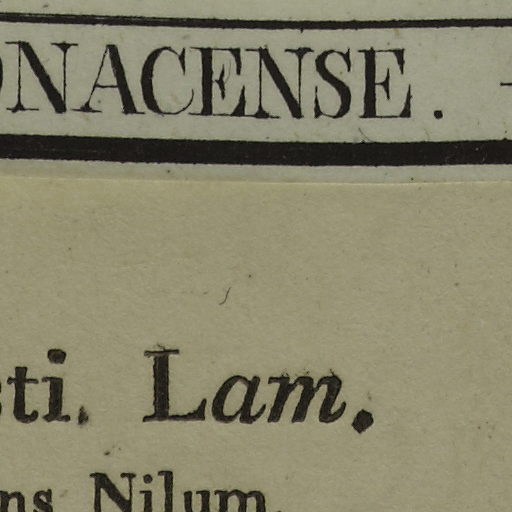 ONACENSE.
sti. Lam.
ns Nilum.